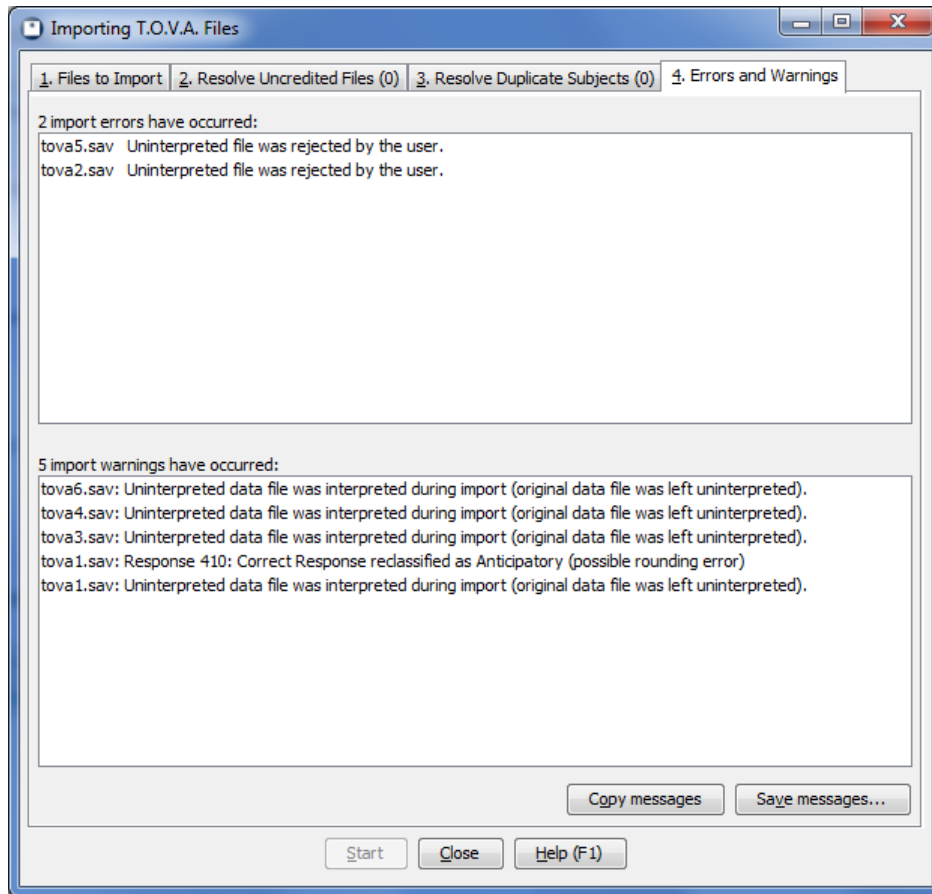 Importing T.O.V.A. Files
1. Files to Import 2. Resolve Uncredited Files (0) 3. Resolve Duplicate Subjects (0) 4. Errors and Warnings
2 import errors have occurred:
tova5.sav Uninterpreted file was rejected by the user.
tova2.sav Uninterpreted file was rejected by the user.
5 import warnings have occurred:
tova6.sav: Uninterpreted data file was interpreted during import (original data file was left uninterpreted).
tova4.sav: Uninterpreted data file was interpreted during import (original data file was left uninterpreted).
tova3.sav: Uninterpreted data file was interpreted during import (original data file was left uninterpreted).
tova1.sav: Response 410: Correct Response reclassified as Anticipatory (possible rounding error)
tova1.sav: Uninterpreted data file was interpreted during import (original data file was left uninterpreted).
Copy messages Save messages...
Start Close Help (F1)